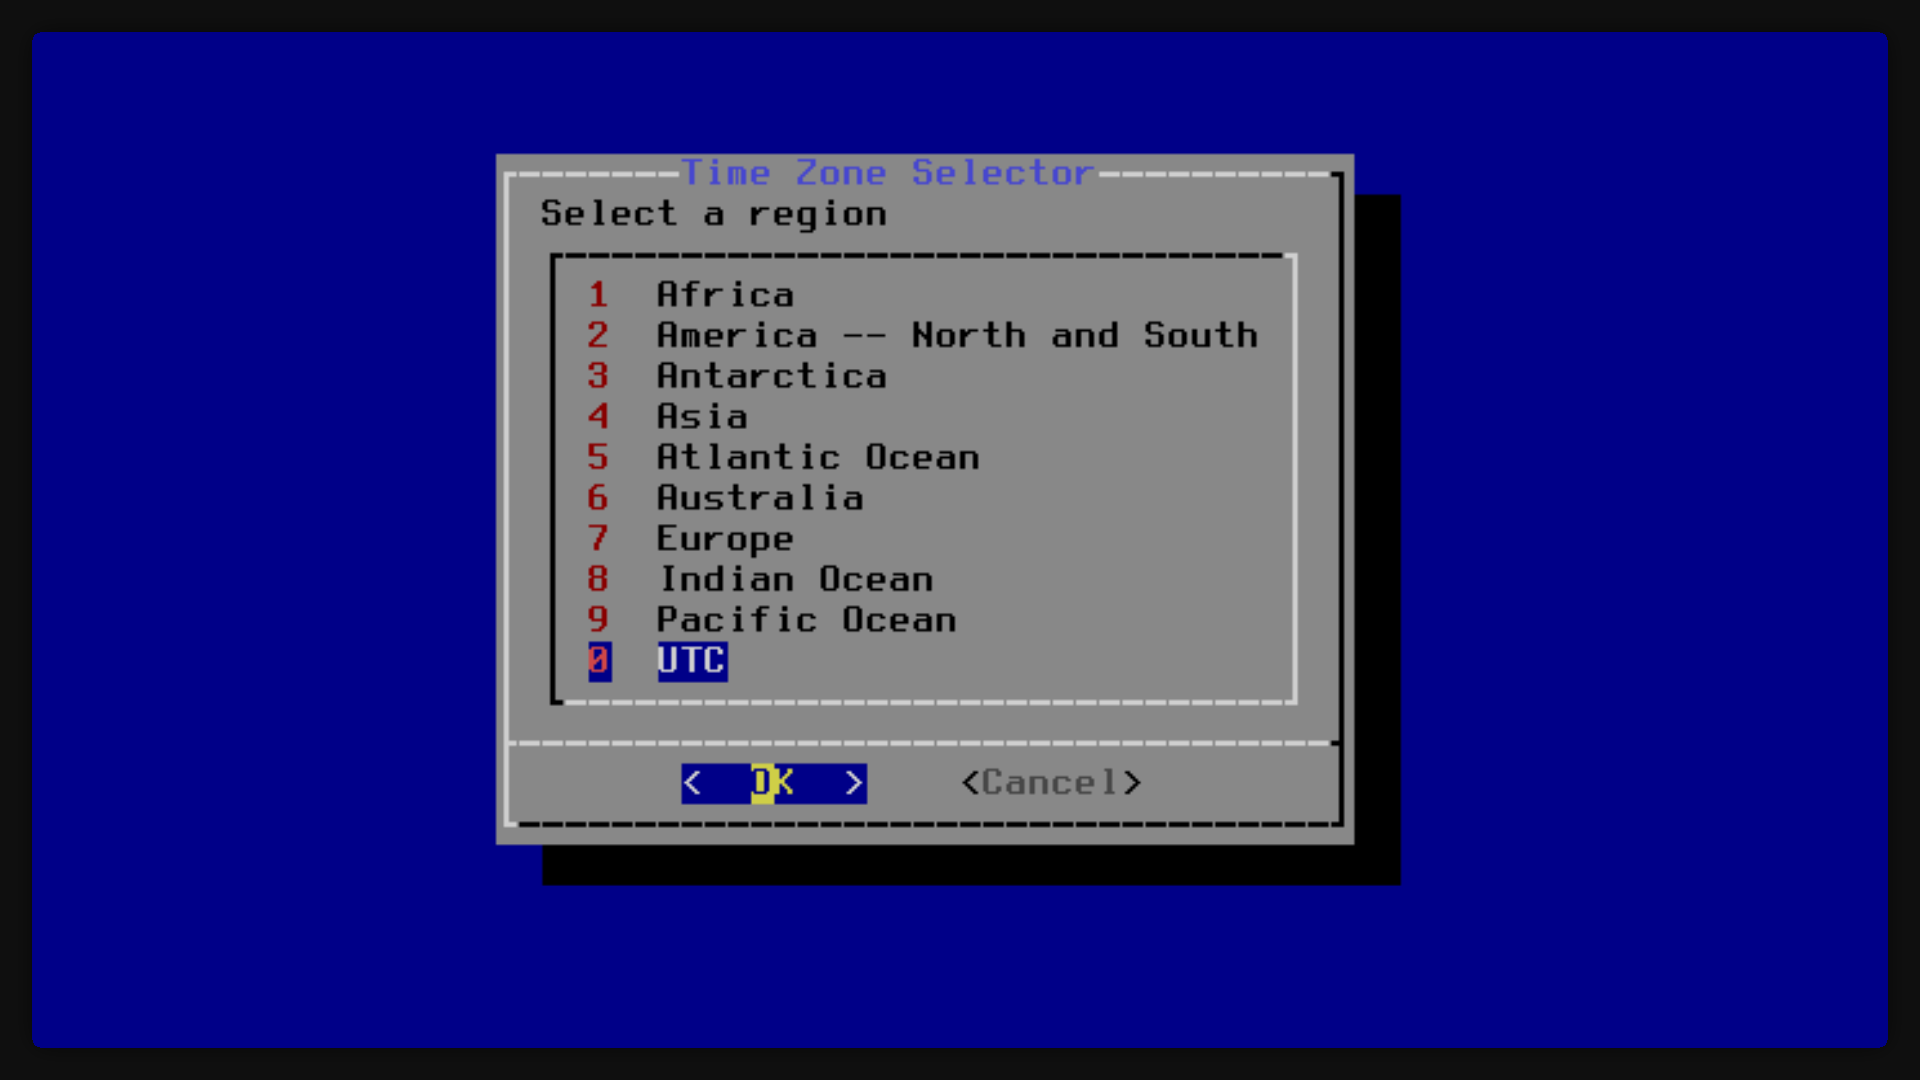 Time Zone Selector
Select a region
1 Africa
2 America -- North and South
3 Antarctica
4 Asia
5 Atlantic Ocean
6 Australia
7 Europe
8 Indian Ocean
9 Pacific Ocean
0 UTC
< OK > <Cancel>